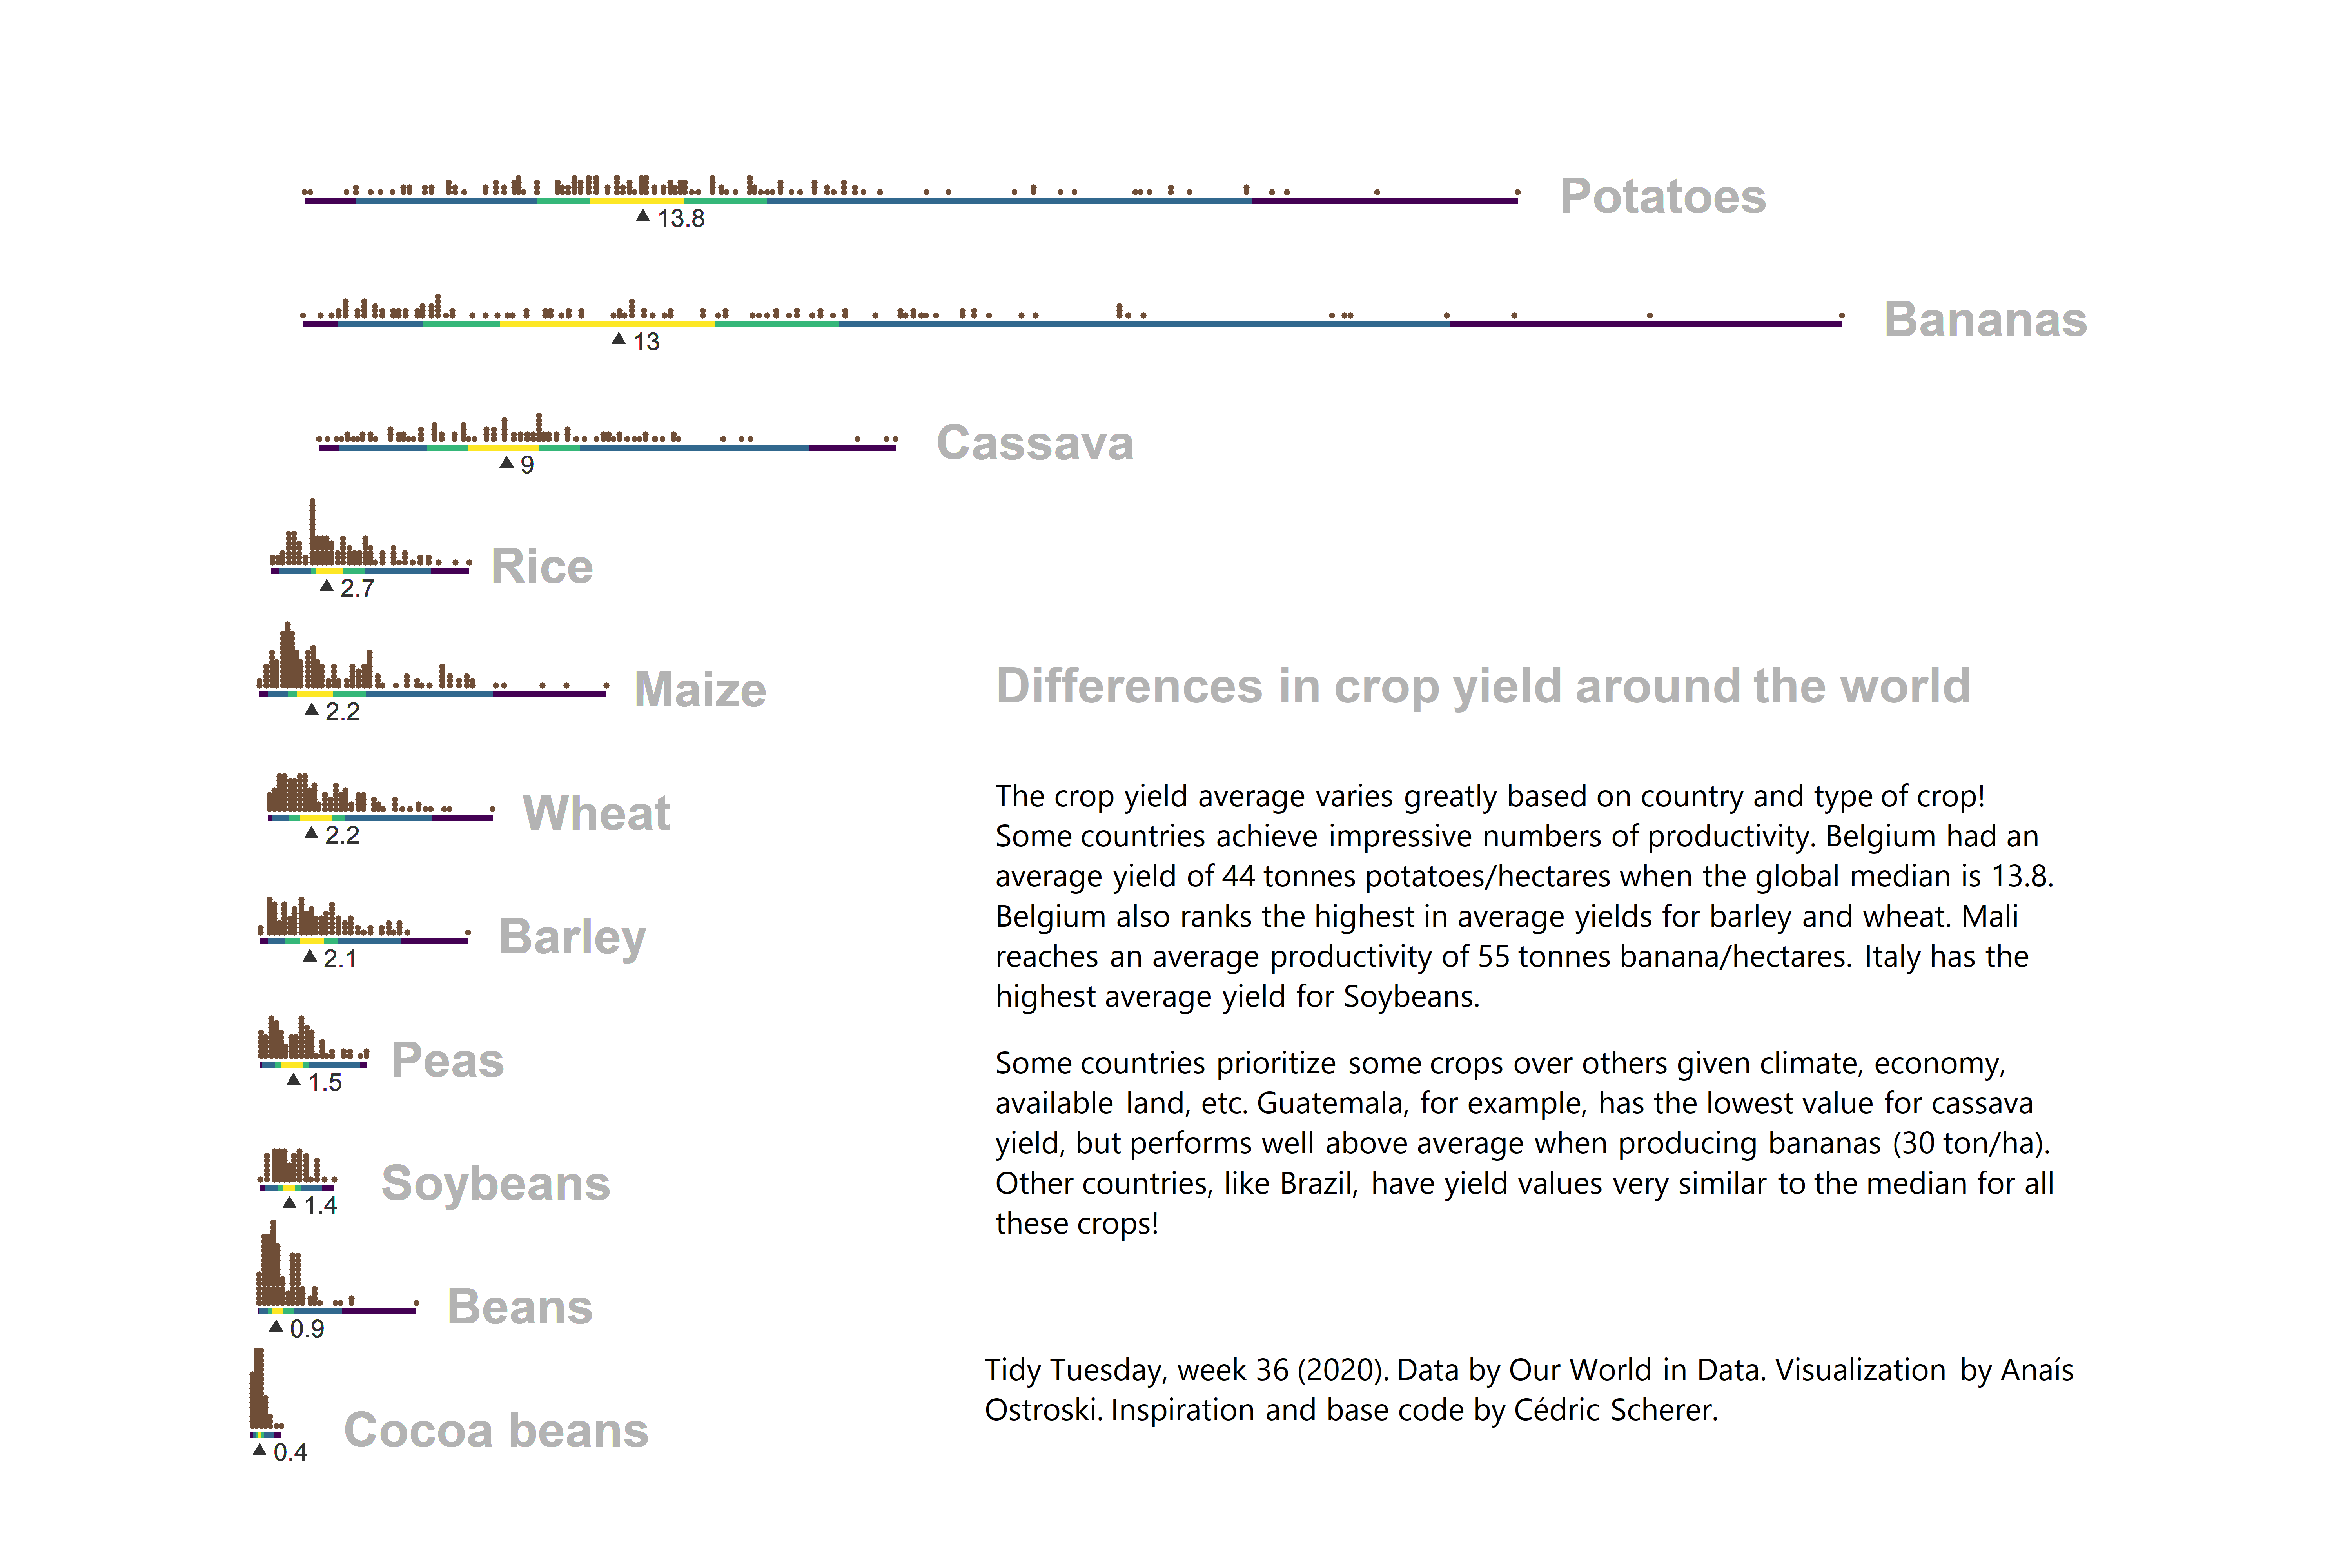 Potatoes
13.8
Bananas
13
Cassava
9
Rice
2.7
Maize
2.2
Wheat
2.2
Barley
2.1
Peas
1.5
Soybeans
1.4
Beans
0.9
Cocoa beans
0.4
Differences in crop yield around the world
The crop yield average varies greatly based on country and type of crop!
Some countries achieve impressive numbers of productivity. Belgium had an
average yield of 44 tonnes potatoes/hectares when the global median is 13.8.
Belgium also ranks the highest in average yields for barley and wheat. Mali
reaches an average productivity of 55 tonnes banana/hectares. Italy has the
highest average yield for Soybeans.
Some countries prioritize some crops over others given climate, economy,
available land, etc. Guatemala, for example, has the lowest value for cassava
yield, but performs well above average when producing bananas (30 ton/ha).
Other countries, like Brazil, have yield values very similar to the median for all
these crops!
Tidy Tuesday, week 36 (2020). Data by Our World in Data. Visualization by Anaís
Ostroski. Inspiration and base code by Cédric Scherer.